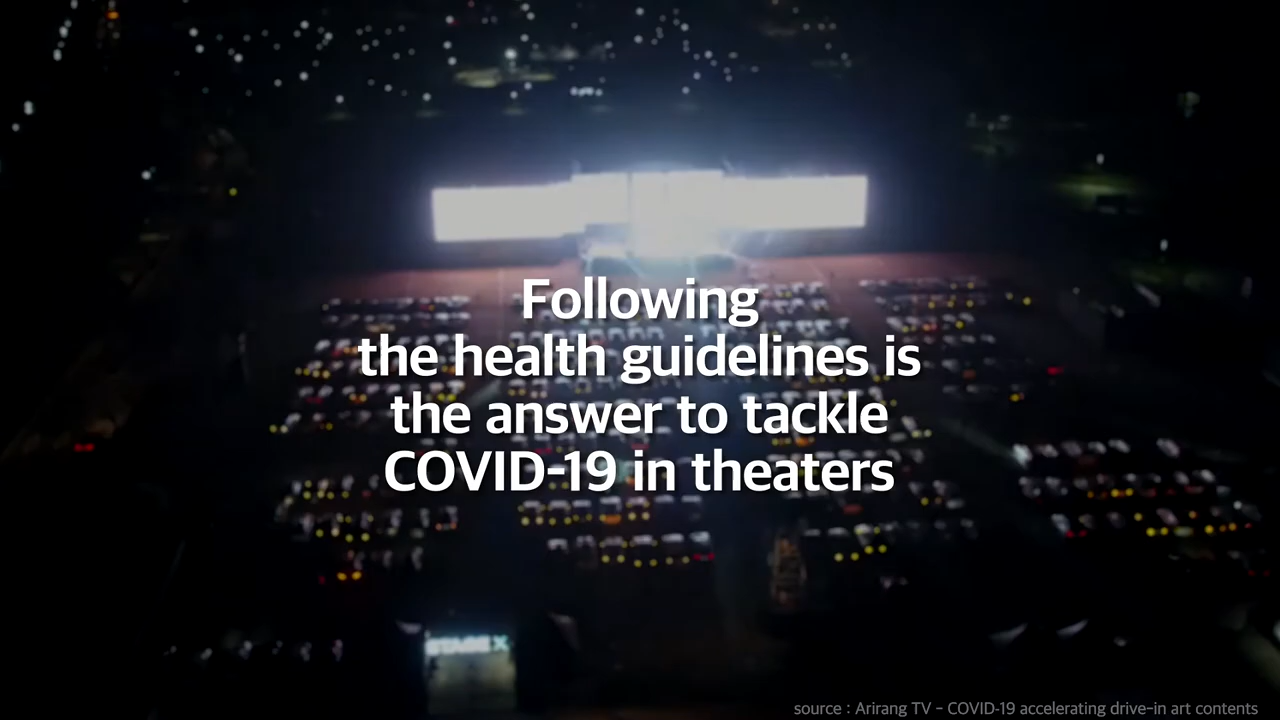 Following
the health guidelines is
the answer to tackle
COVID-19 in theaters
STAGE X
source : Arirang TV - COVID-19 accelerating drive-in art contents